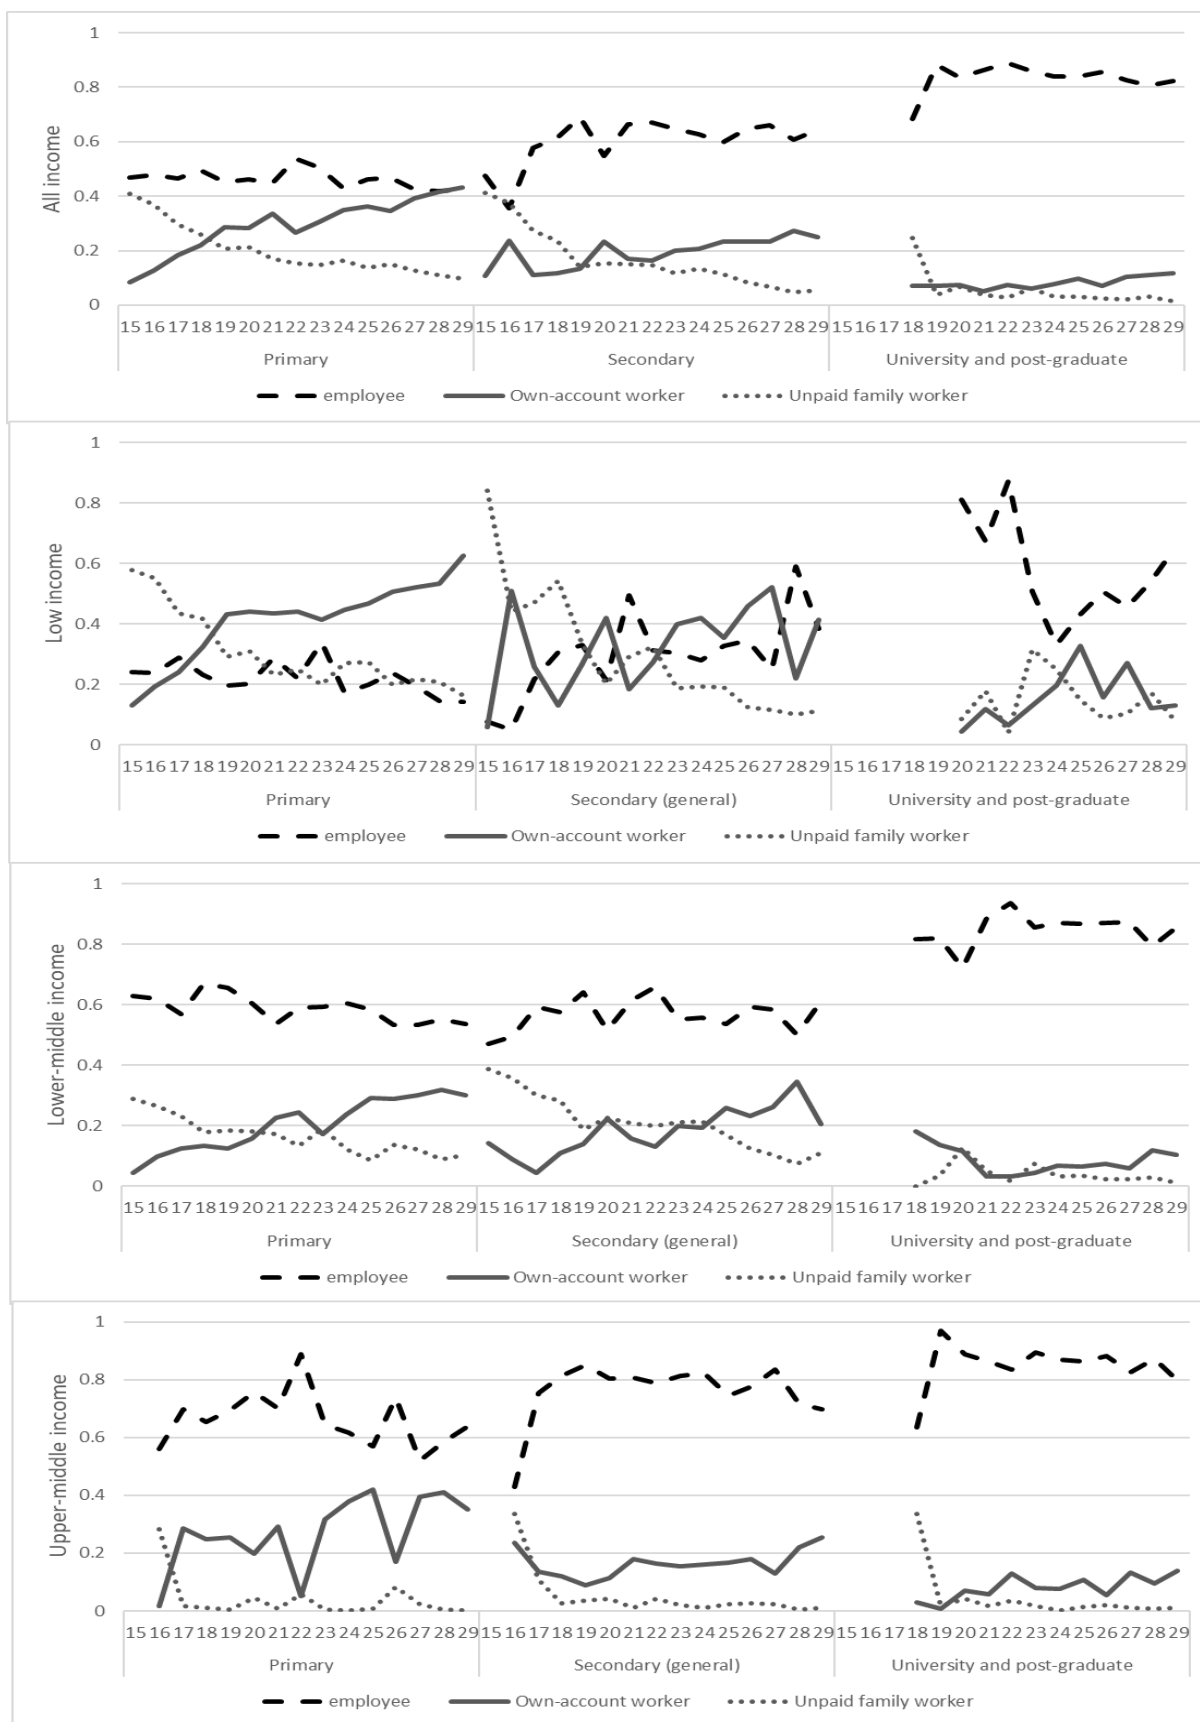 All income
1
0.8
0.6
0.4
0.2
0
15 16 17 18 19 20 21 22 23 24 25 26 27 28 29 15 16 17 18 19 20 21 22 23 24 25 26 27 28 29 15 16 17 18 19 20 21 22 23 24 25 26 27 28 29
Primary Secondary University and post-graduate
employee Own-account worker Unpaid family worker
Low income
1
0.8
0.6
0.4
0.2
0
15 16 17 18 19 20 21 22 23 24 25 26 27 28 29 15 16 17 18 19 20 21 22 23 24 25 26 27 28 29 15 16 17 18 19 20 21 22 23 24 25 26 27 28 29
Primary Secondary (general) University and post-graduate
employee Own-account worker Unpaid family worker
Lower-middle income
1
0.8
0.6
0.4
0.2
0
15 16 17 18 19 20 21 22 23 24 25 26 27 28 29 15 16 17 18 19 20 21 22 23 24 25 26 27 28 29 15 16 17 18 19 20 21 22 23 24 25 26 27 28 29
Primary Secondary (general) University and post-graduate
employee Own-account worker Unpaid family worker
Upper-middle income
1
0.8
0.6
0.4
0.2
0
15 16 17 18 19 20 21 22 23 24 25 26 27 28 29 15 16 17 18 19 20 21 22 23 24 25 26 27 28 29 15 16 17 18 19 20 21 22 23 24 25 26 27 28 29
Primary Secondary (general) University and post-graduate
employee Own-account worker Unpaid family worker